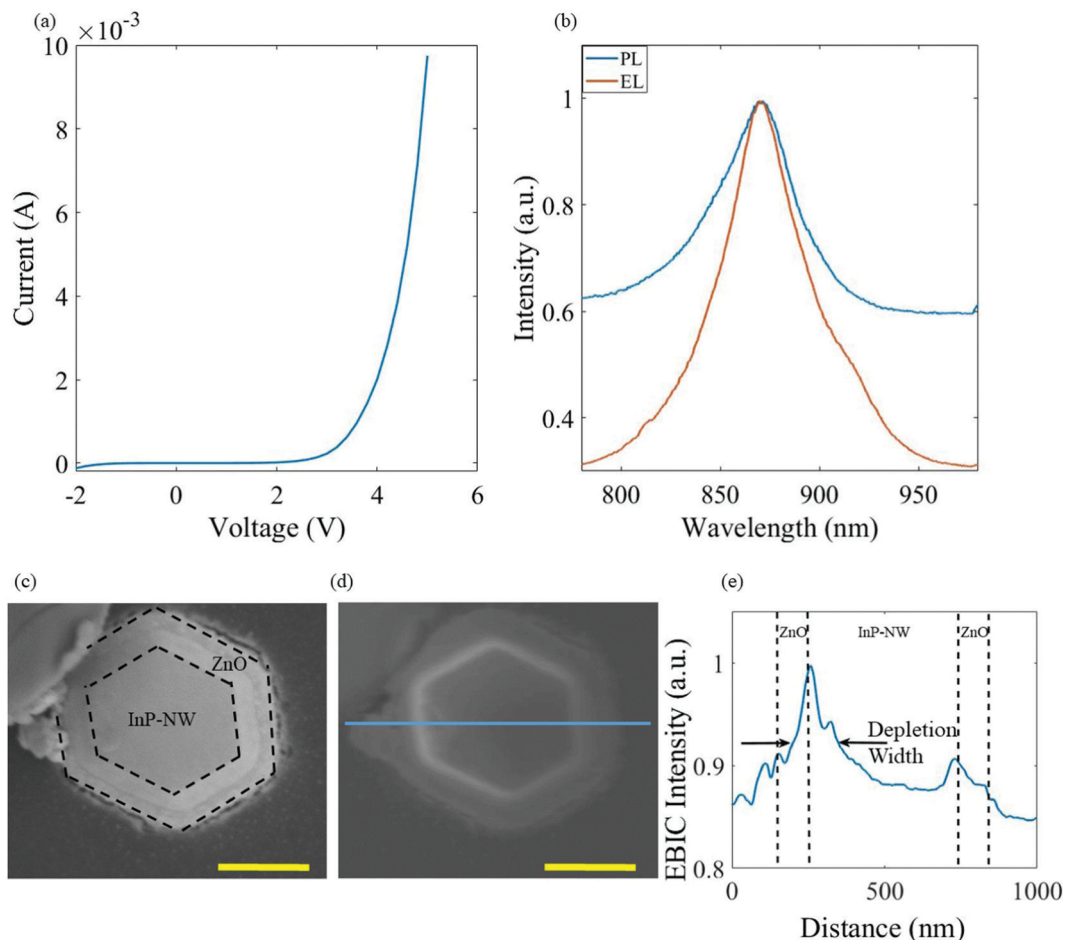 (a)
×10⁻³
10
8
6
4
2
0
Current (A)
-2
0
2
4
6
Voltage (V)
(b)
PL
EL
1
0.8
0.6
0.4
Intensity (a.u.)
800
850
900
950
Wavelength (nm)
(c)
ZnO
InP-NW
(d)
(e)
ZnO
InP-NW
ZnO
1
0.9
0.8
EBIC Intensity (a.u.)
Depletion
Width
0
500
1000
Distance (nm)